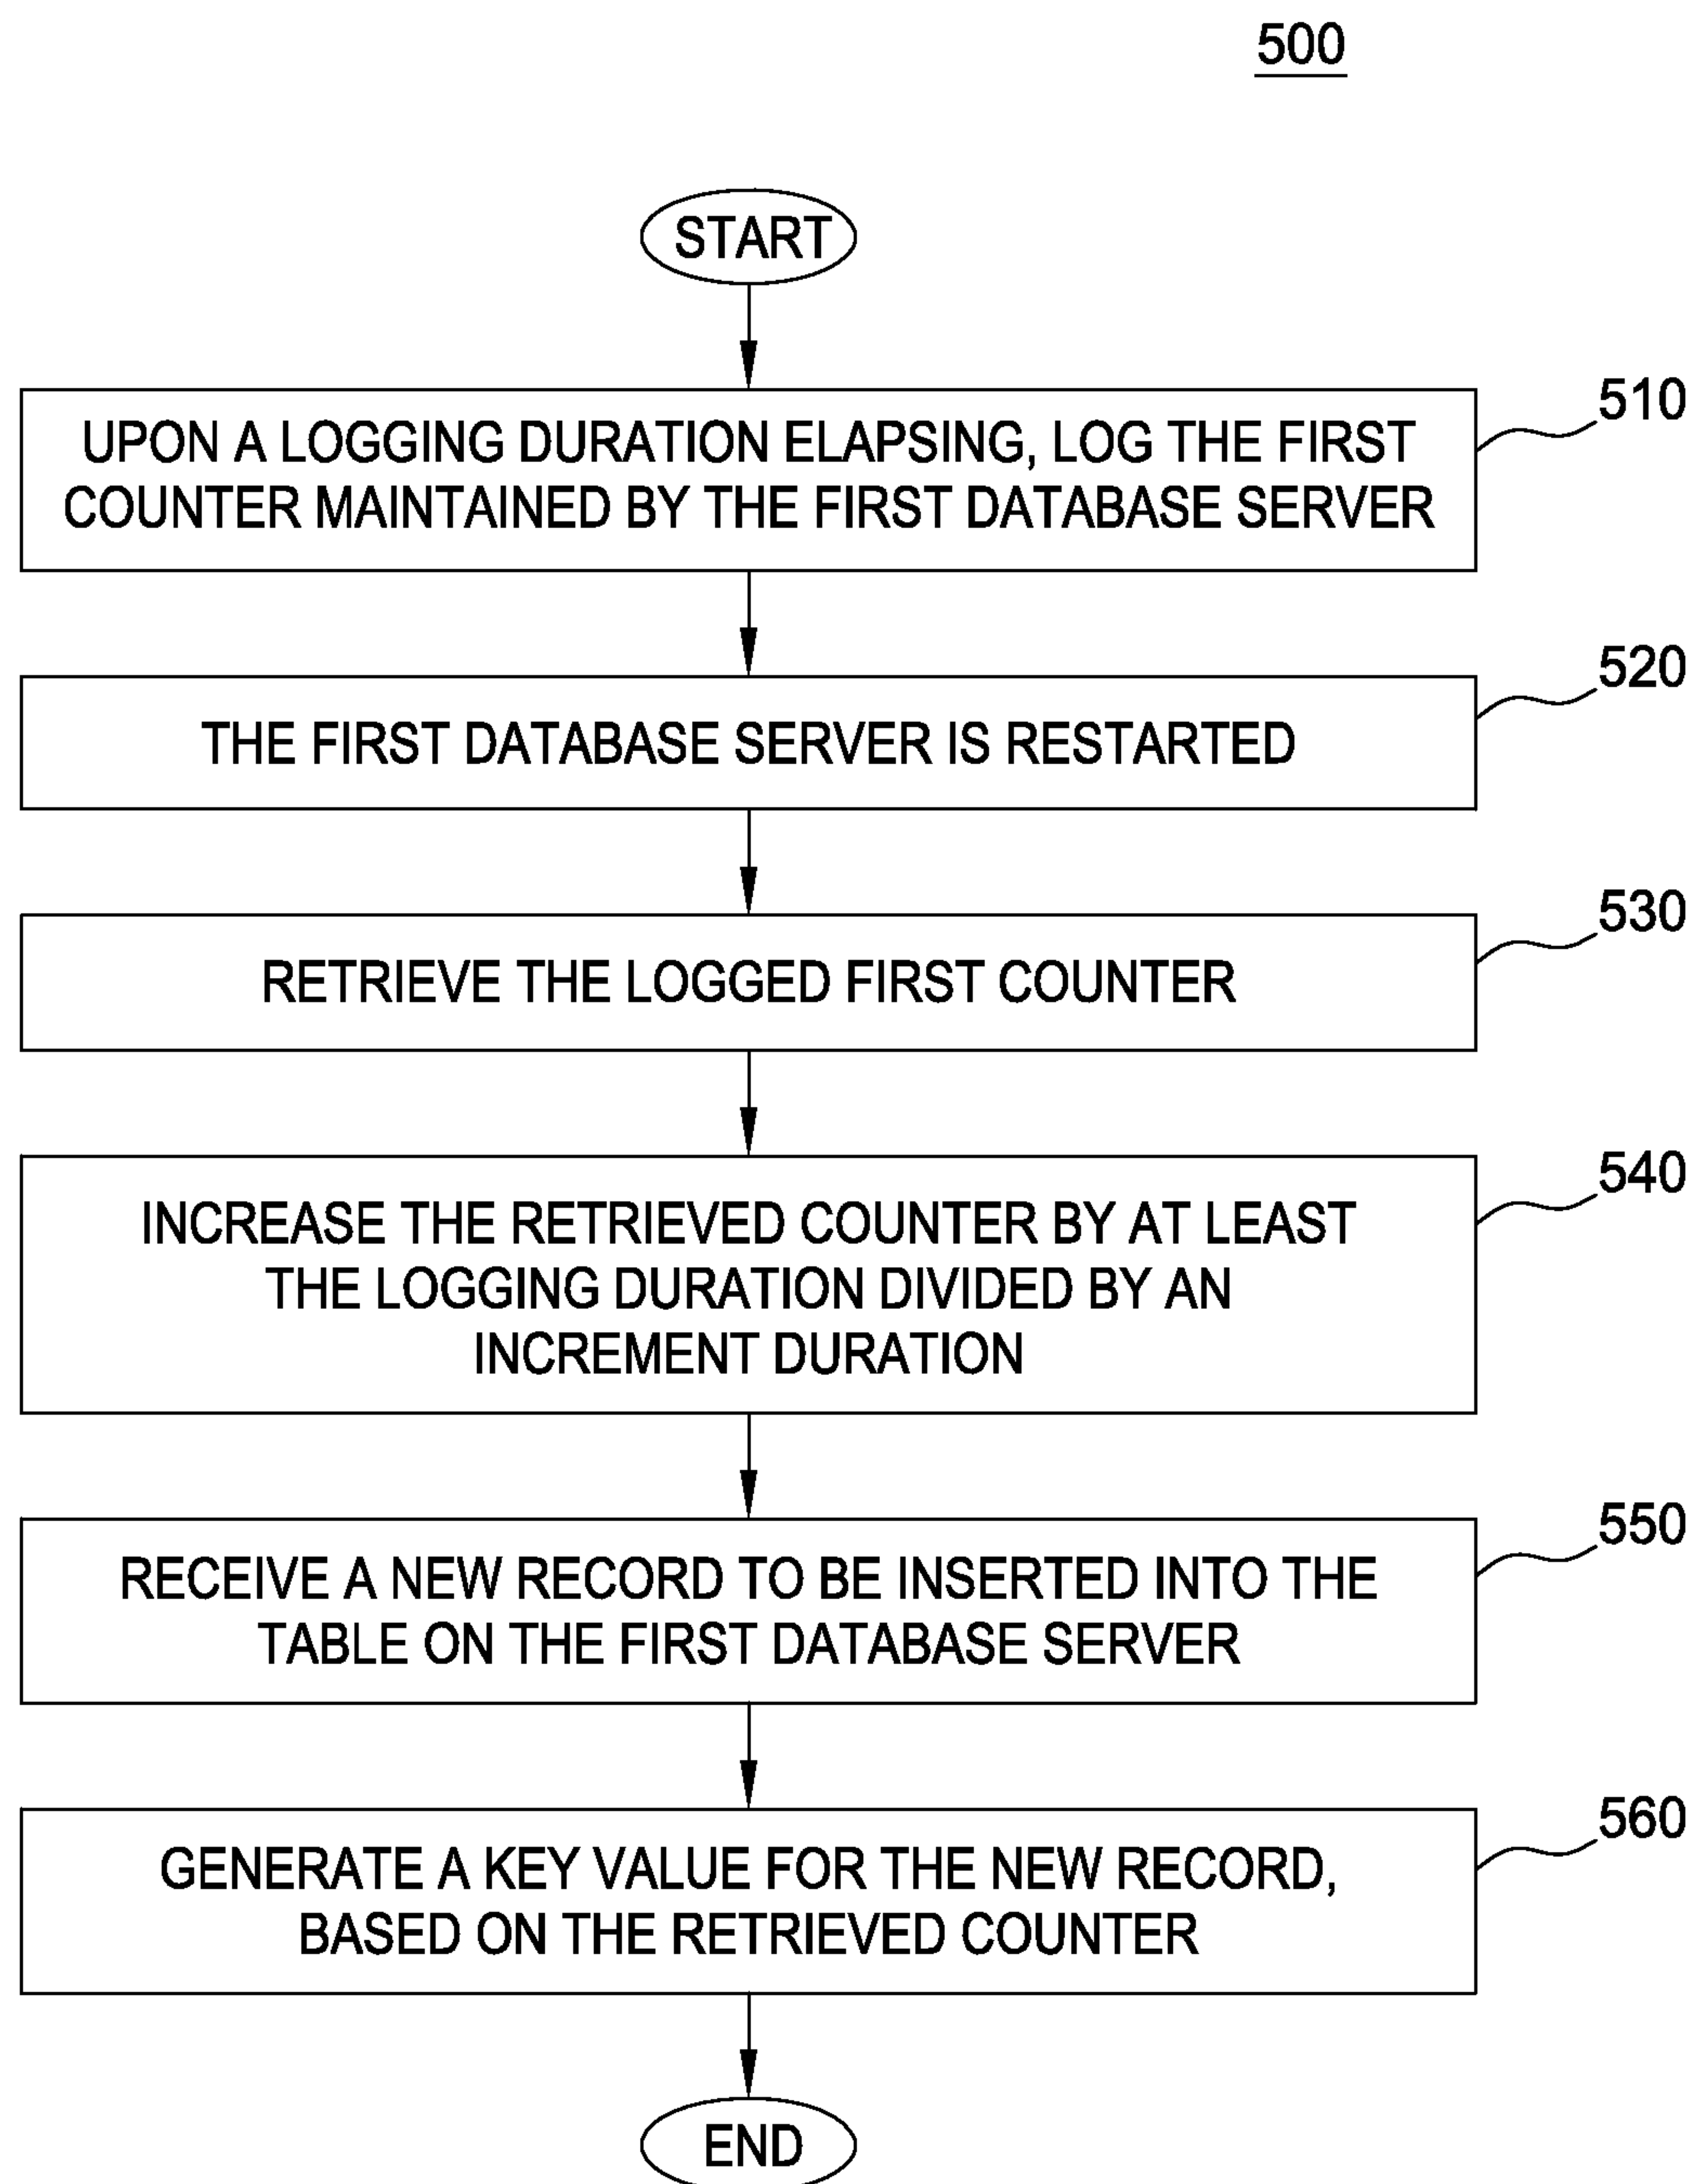 500
START
510
UPON A LOGGING DURATION ELAPSING, LOG THE FIRST
COUNTER MAINTAINED BY THE FIRST DATABASE SERVER
520
THE FIRST DATABASE SERVER IS RESTARTED
530
RETRIEVE THE LOGGED FIRST COUNTER
540
INCREASE THE RETRIEVED COUNTER BY AT LEAST
THE LOGGING DURATION DIVIDED BY AN
INCREMENT DURATION
550
RECEIVE A NEW RECORD TO BE INSERTED INTO THE
TABLE ON THE FIRST DATABASE SERVER
560
GENERATE A KEY VALUE FOR THE NEW RECORD,
BASED ON THE RETRIEVED COUNTER
END